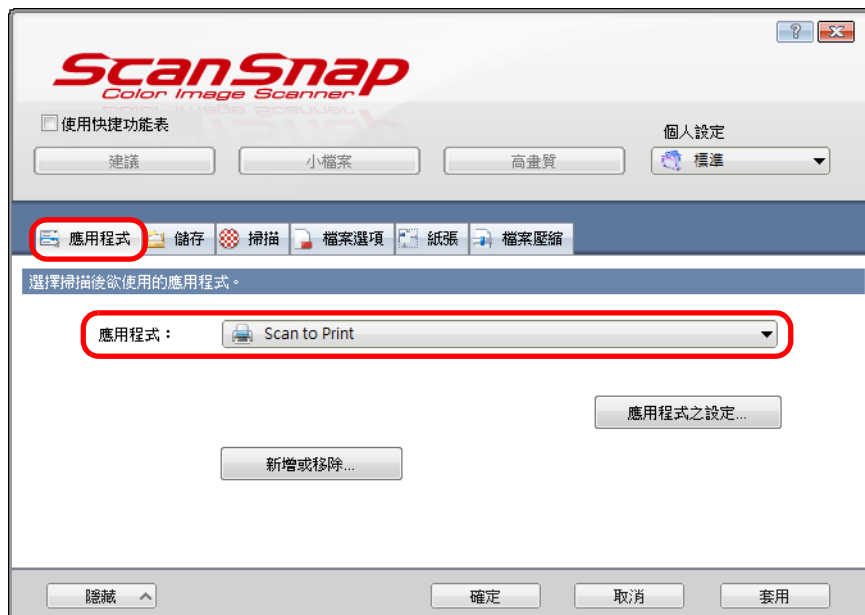 ScanSnap
Color Image Scanner
使用快捷功能表
個人設定
建議 小檔案 高畫質 標準
應用程式 儲存 掃描 檔案選項 紙張 檔案壓縮
選擇掃描後欲使用的應用程式。
應用程式： Scan to Print
應用程式之設定...
新增或移除...
隱藏 確定 取消 套用